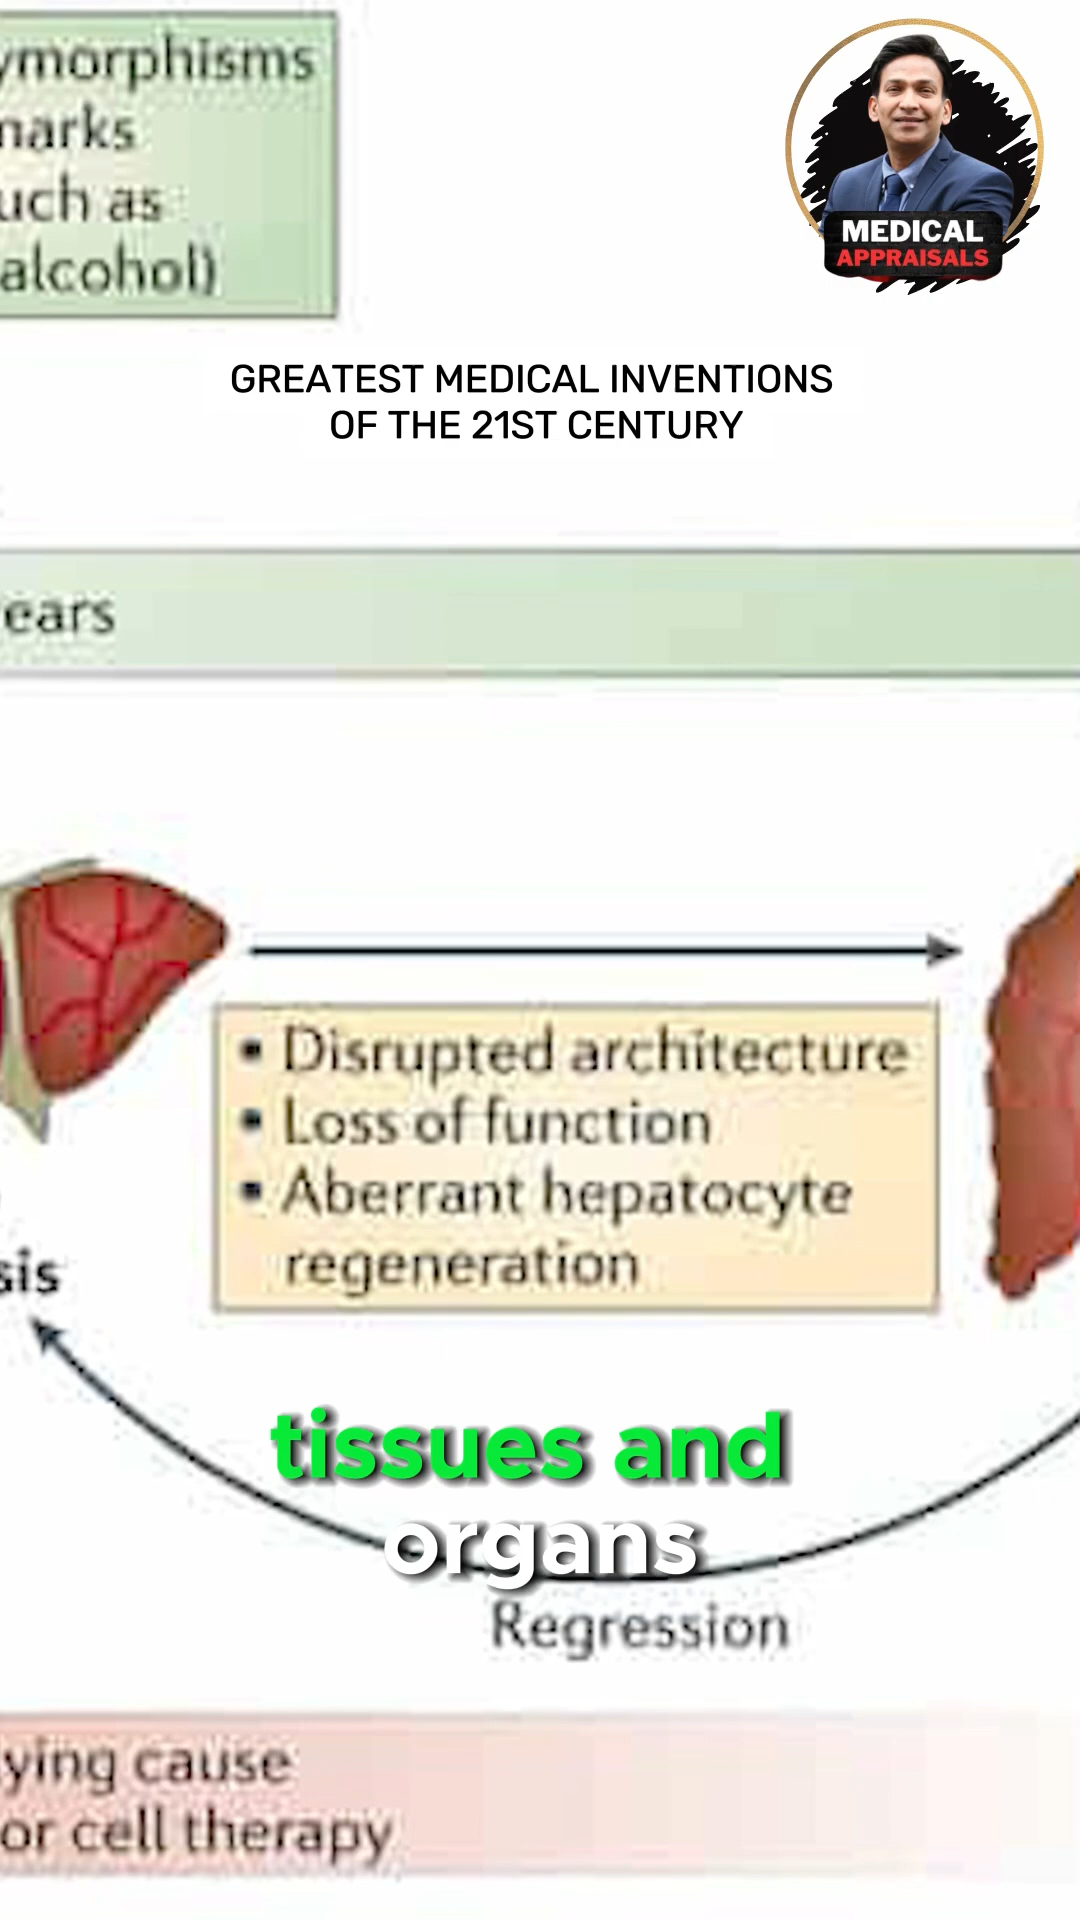 ymorphisms
marks
uch as
alcohol)
MEDICAL
APPRAISALS
GREATEST MEDICAL INVENTIONS
OF THE 21ST CENTURY
ears
• Disrupted architecture
• Loss of function
• Aberrant hepatocyte
regeneration
sis
tissues and
organs
Regression
ying cause
or cell therapy